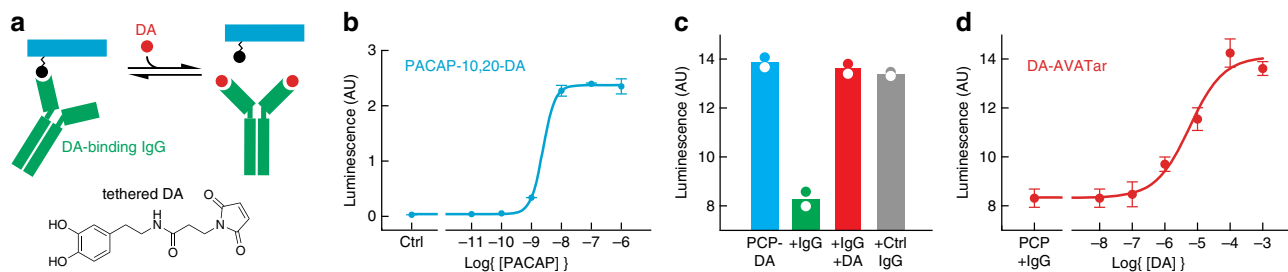 a
DA
DA-binding IgG
tethered DA
HO
HO
H
N
O
O
N
O
b
PACAP-10,20-DA
Luminescence (AU)
3
2
1
0
Ctrl
−11 −10 −9 −8 −7 −6
Log{ [PACAP] }
c
Luminescence (AU)
14
12
10
8
PCP-DA
+IgG
+IgG +DA
+Ctrl IgG
d
DA-AVATar
Luminescence (AU)
14
12
10
8
PCP +IgG
−8 −7 −6 −5 −4 −3
Log{ [DA] }